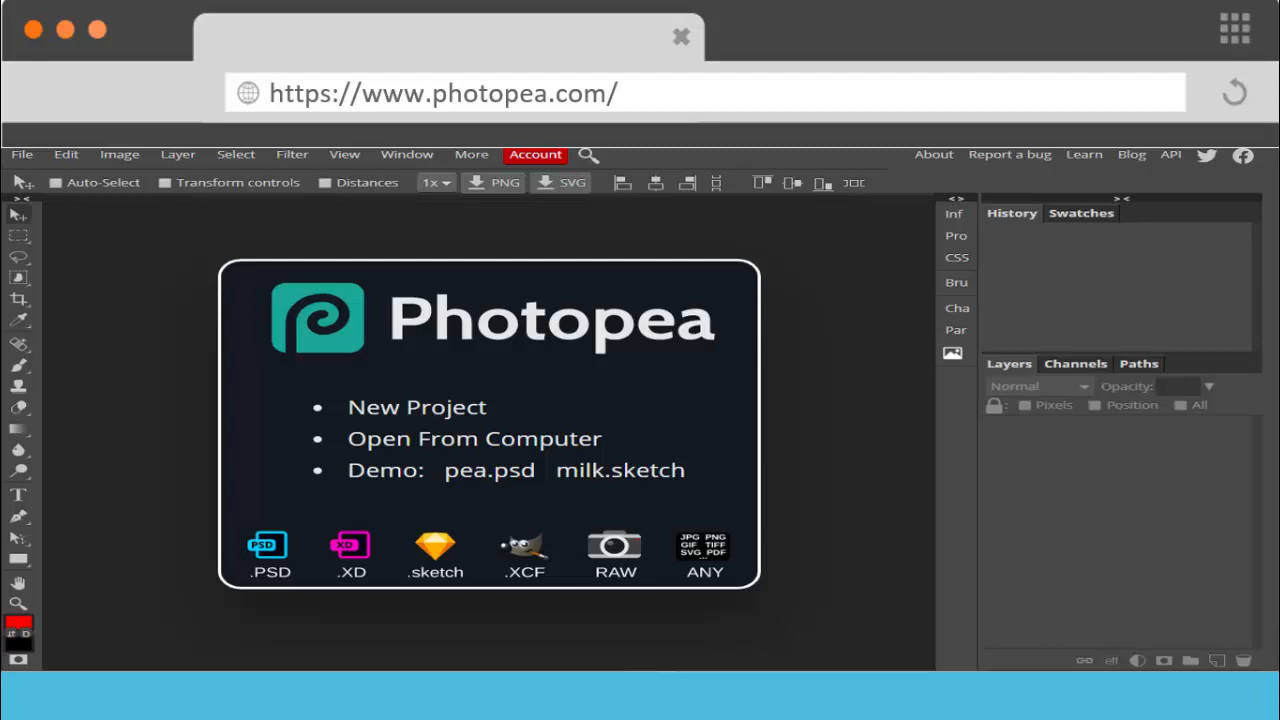 https://www.photopea.com/
File Edit Image Layer Select Filter View Window More Account About Report a bug Learn Blog API
Auto-Select Transform controls Distances 1x PNG SVG
> < < > > <
Inf History Swatches
Pro
CSS
Bru
Cha
Par
Photopea
Layers Channels Paths
Normal Opacity:
Pixels Position All
• New Project
• Open From Computer
• Demo: pea.psd milk.sketch
PSD XD JPG PNG
GIF TIFF
SVG PDF
...
.PSD .XD .sketch .XCF RAW ANY
T
D
eff